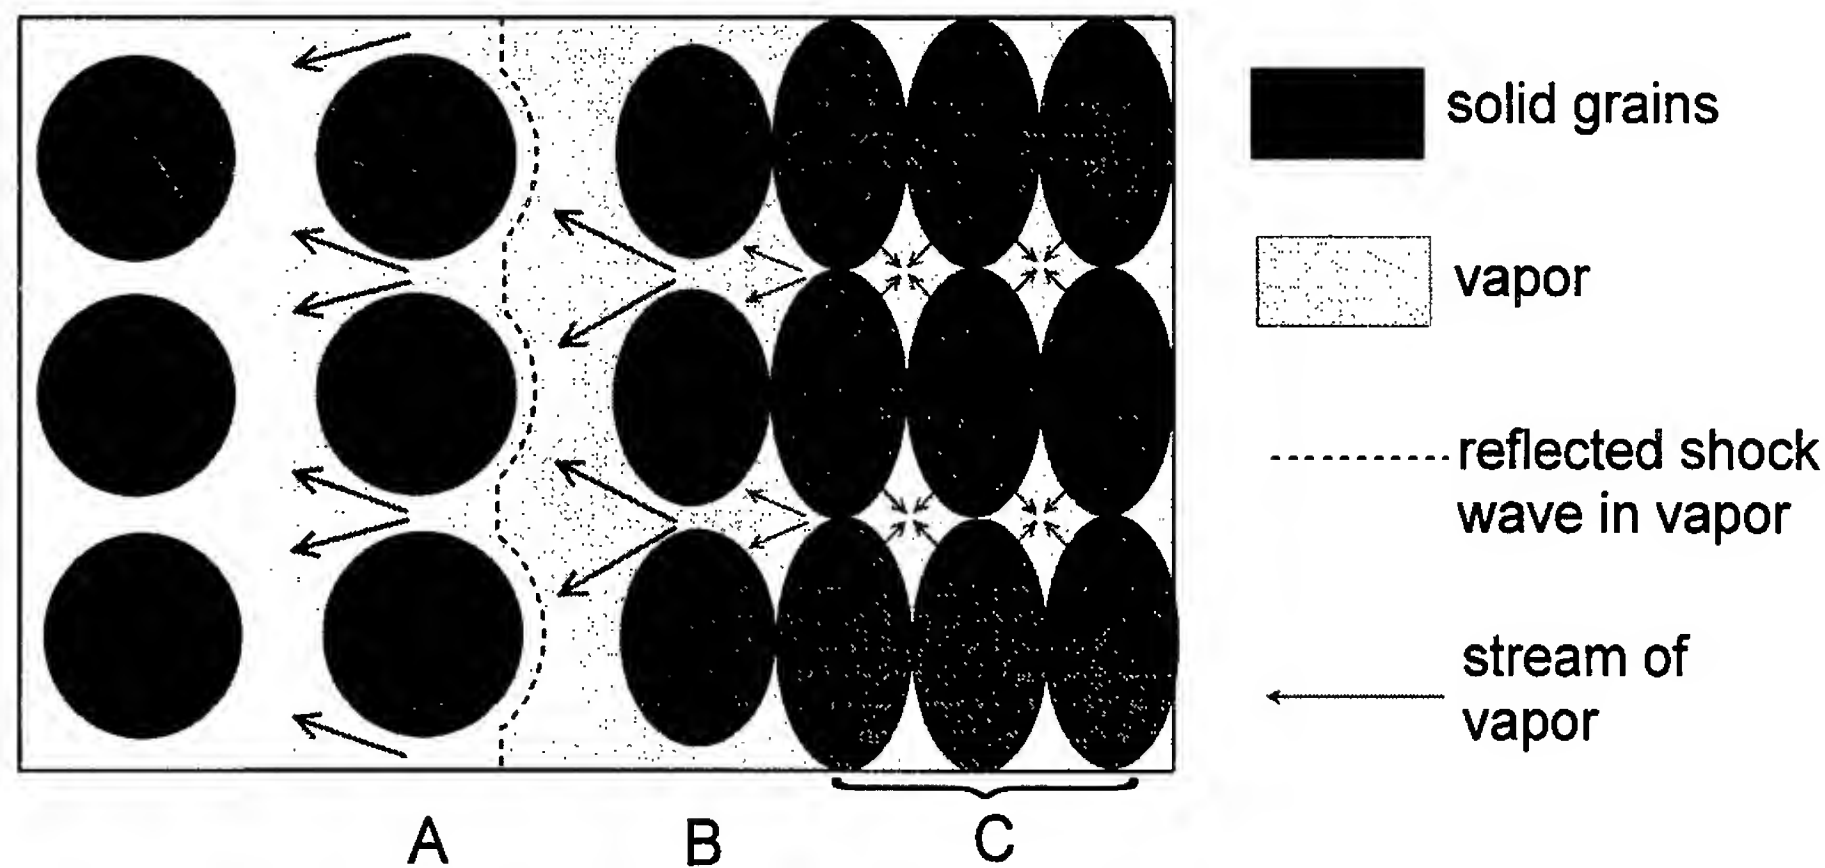 solid grains
vapor
reflected shock
wave in vapor
stream of
vapor
A B C